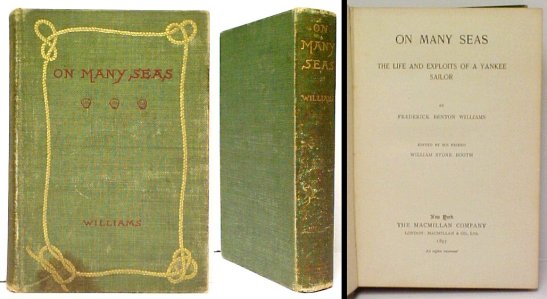 ON MANY SEAS
WILLIAMS
ON
MANY
SEAS
WILLIAMS
ON MANY SEAS
THE LIFE AND EXPLOITS OF A YANKEE
SAILOR
BY
FREDERICK BENTON WILLIAMS
EDITED BY HIS FRIEND
WILLIAM STONE BOOTH
New York
THE MACMILLAN COMPANY
LONDON: MACMILLAN & CO., LTD.
1897
All rights reserved